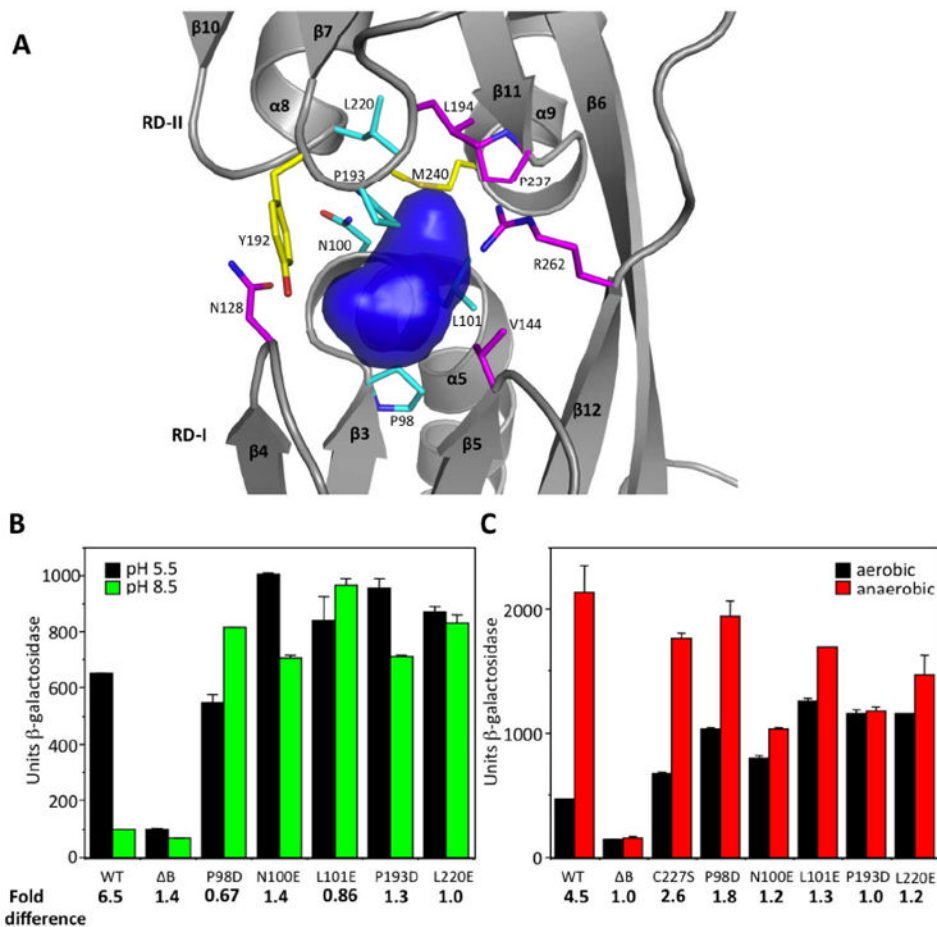 A
β10
β7
β11
β6
α8
α9
L220
L194
RD-II
P193
M240
P237
Y192
N100
R262
N128
L101
V144
α5
P98
β12
RD-I
β4
β3
β5
B
C
pH 5.5
pH 8.5
aerobic
anaerobic
Units β-galactosidase
1000
800
600
400
200
0
WT ΔB P98D N100E L101E P193D L220E
Fold difference 6.5 1.4 0.67 1.4 0.86 1.3 1.0
Units β-galactosidase
2000
1000
0
WT ΔB C227S P98D N100E L101E P193D L220E
4.5 1.0 2.6 1.8 1.2 1.3 1.0 1.2